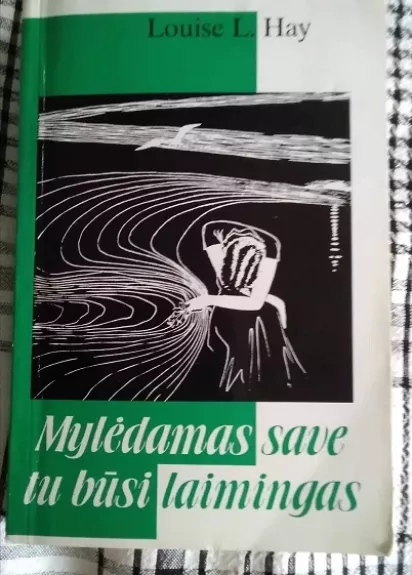 Louise L. Hay
Mylėdamas save
tu būsi laimingas